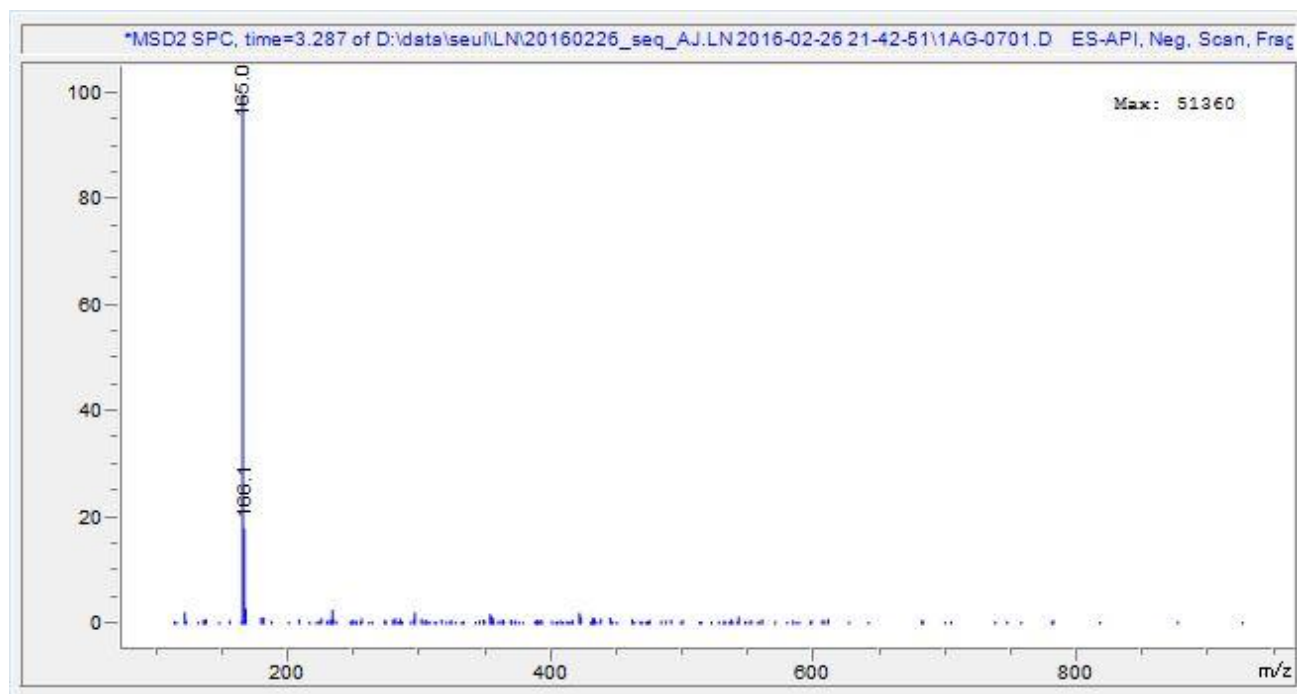 *MSD2 SPC, time=3.287 of D:\data\seul\LN\20160226_seq_AJ.LN 2016-02-26 21-42-51\1AG-0701.D ES-API, Neg, Scan, Frag
165.0
100
Max: 51360
80
60
40
166.1
20
0
200 400 600 800 m/z